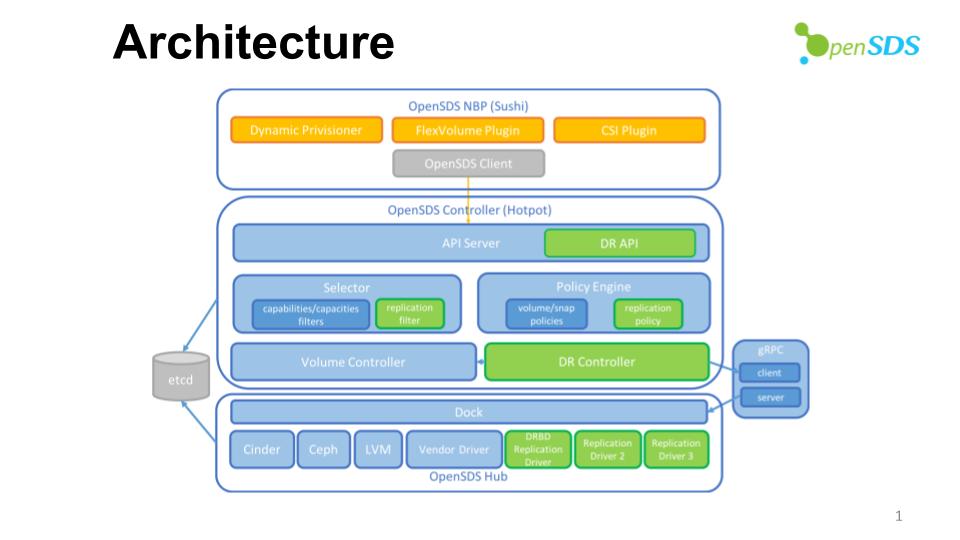 Architecture
OpenSDS
OpenSDS NBP (Sushi)
Dynamic Privisioner
FlexVolume Plugin
CSI Plugin
OpenSDS Client
OpenSDS Controller (Hotpot)
API Server
DR API
Selector
capabilities/capacities
filters
replication
filter
Policy Engine
volume/snap
policies
replication
policy
Volume Controller
DR Controller
gRPC
client
server
etcd
Dock
Cinder
Ceph
LVM
Vendor Driver
DRBD
Replication
Driver
Replication
Driver 2
Replication
Driver 3
OpenSDS Hub
1